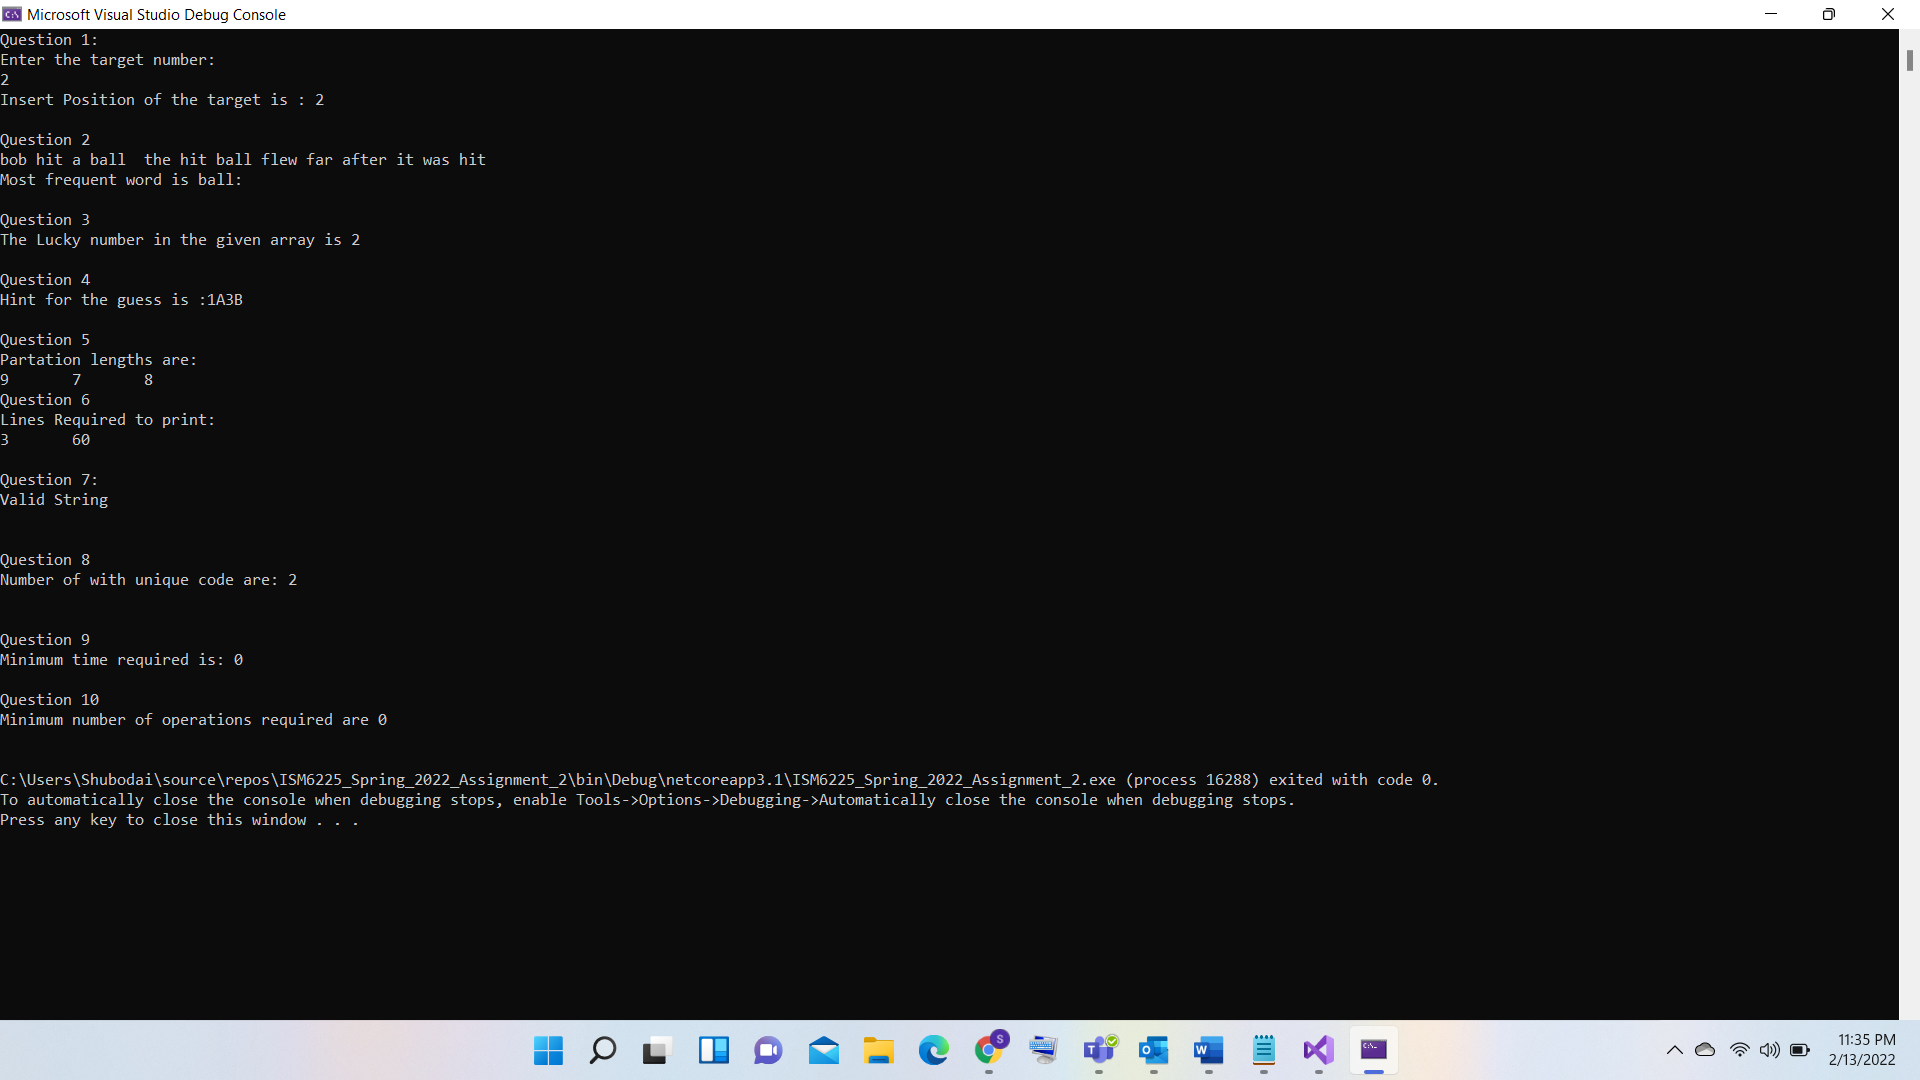 Microsoft Visual Studio Debug Console
Question 1:
Enter the target number:
2
Insert Position of the target is : 2
Question 2
bob hit a ball  the hit ball flew far after it was hit
Most frequent word is ball:
Question 3
The Lucky number in the given array is 2
Question 4
Hint for the guess is :1A3B
Question 5
Partation lengths are:
9       7       8
Question 6
Lines Required to print:
3       60
Question 7:
Valid String
Question 8
Number of with unique code are: 2
Question 9
Minimum time required is: 0
Question 10
Minimum number of operations required are 0
C:\Users\Shubodai\source\repos\ISM6225_Spring_2022_Assignment_2\bin\Debug\netcoreapp3.1\ISM6225_Spring_2022_Assignment_2.exe (process 16288) exited with code 0.
To automatically close the console when debugging stops, enable Tools->Options->Debugging->Automatically close the console when debugging stops.
Press any key to close this window . . .
S
11:35 PM
2/13/2022